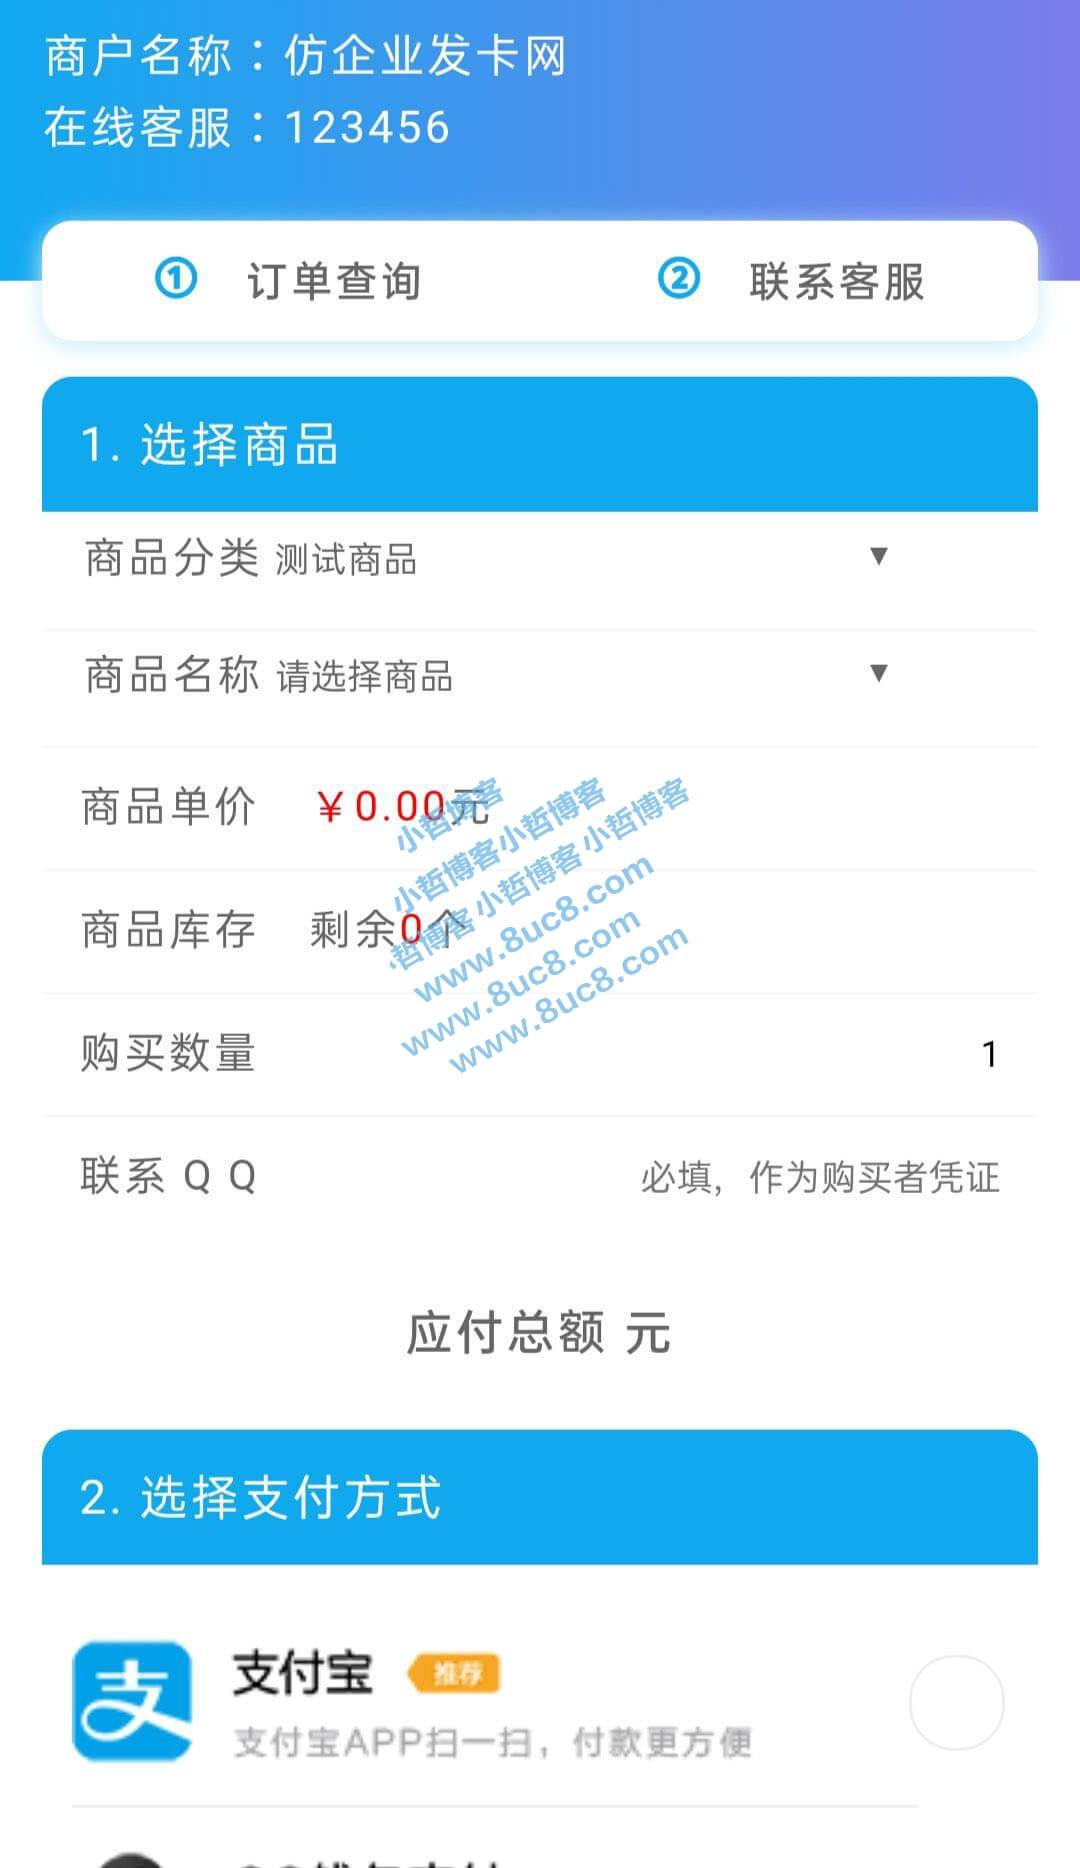 商户名称：仿企业发卡网
在线客服：123456
① 订单查询 ② 联系客服
1. 选择商品
商品分类 测试商品 ▼
商品名称 请选择商品 ▼
商品单价 ￥0.00元
小哲博客
小哲博客小哲博客
哲博客小哲博客小哲博客
商品库存 剩余0个
www.8uc8.com
www.8uc8.com
www.8uc8.com
购买数量 1
联系 Q Q 必填，作为购买者凭证
应付总额 元
2. 选择支付方式
支 支付宝 推荐
支付宝APP扫一扫，付款更方便